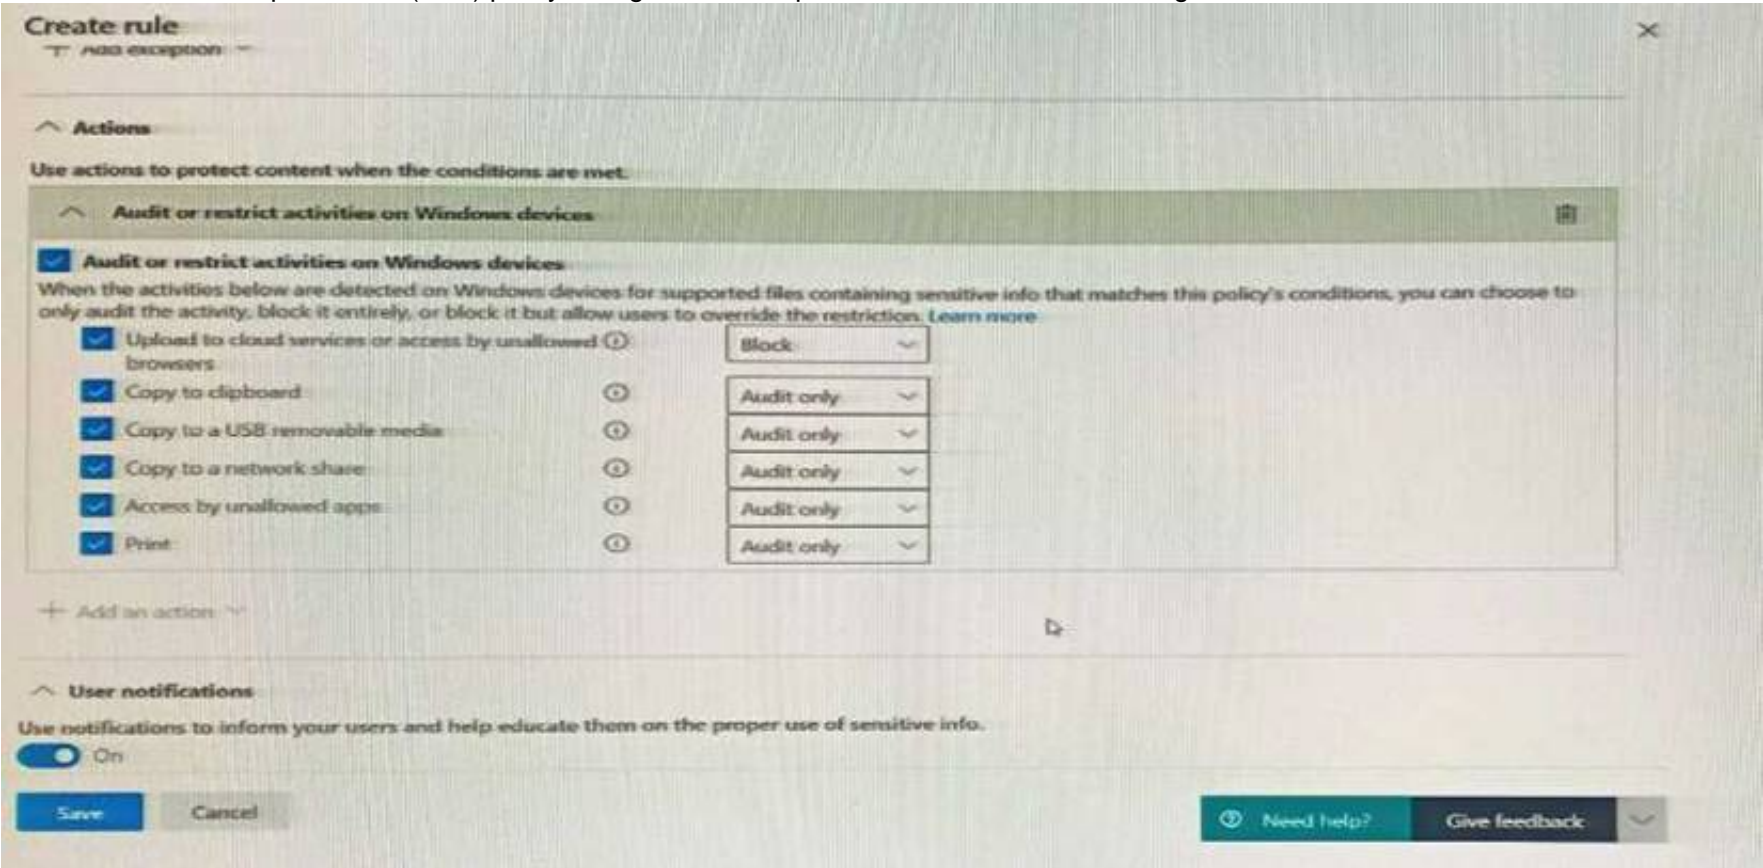 Create rule
Add exception
Actions
Use actions to protect content when the conditions are met.
Audit or restrict activities on Windows devices
Audit or restrict activities on Windows devices
When the activities below are detected on Windows devices for supported files containing sensitive info that matches this policy's conditions, you can choose to
only audit the activity, block it entirely, or block it but allow users to override the restriction. Learn more
Upload to cloud services or access by unallowed Block
browsers
Copy to clipboard Audit only
Copy to a USB removable media Audit only
Copy to a network share Audit only
Access by unallowed apps Audit only
Print Audit only
+ Add an action
User notifications
Use notifications to inform your users and help educate them on the proper use of sensitive info.
On
Save Cancel Need help? Give feedback